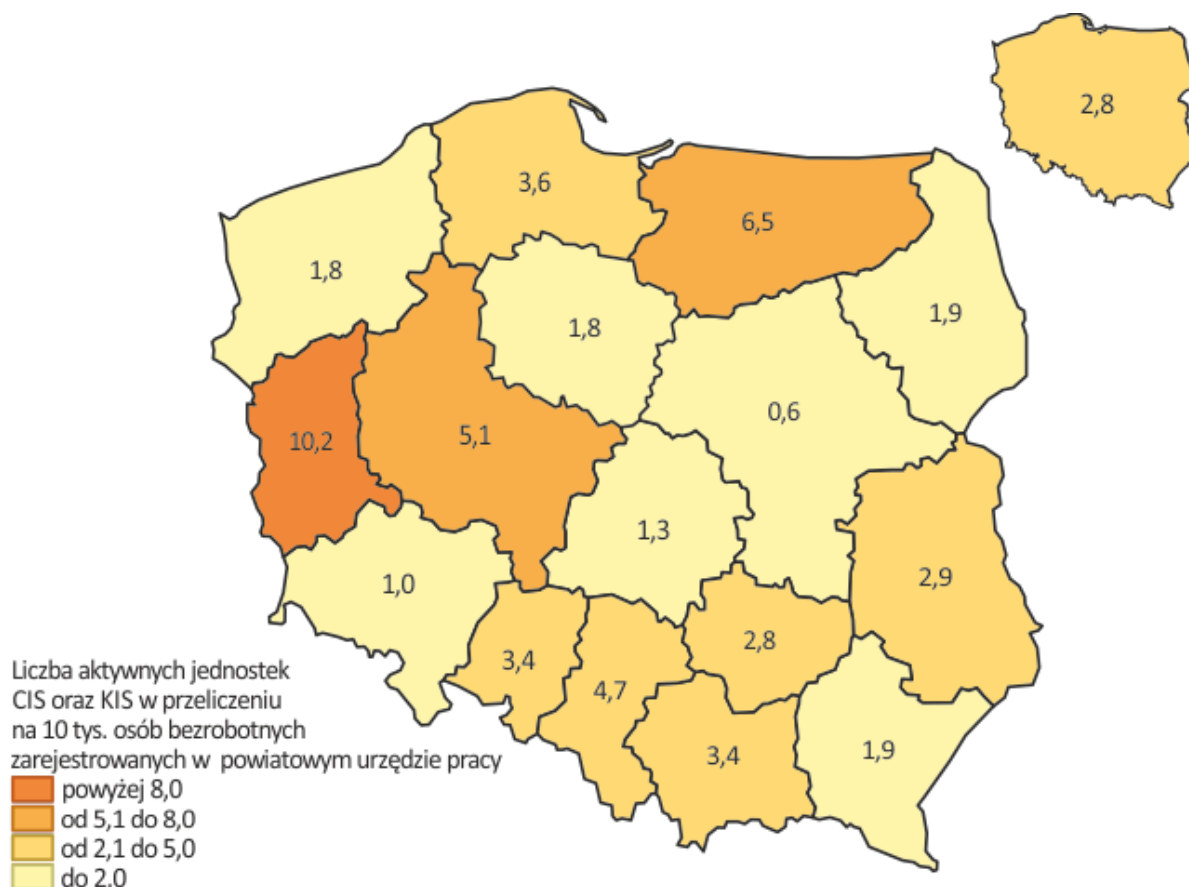 2,8
3,6
6,5
1,8
1,8
1,9
0,6
10,2
5,1
1,3
2,9
1,0
2,8
3,4
4,7
3,4
1,9
Liczba aktywnych jednostek
CIS oraz KIS w przeliczeniu
na 10 tys. osób bezrobotnych
zarejestrowanych w powiatowym urzędzie pracy
powyżej 8,0
od 5,1 do 8,0
od 2,1 do 5,0
do 2,0